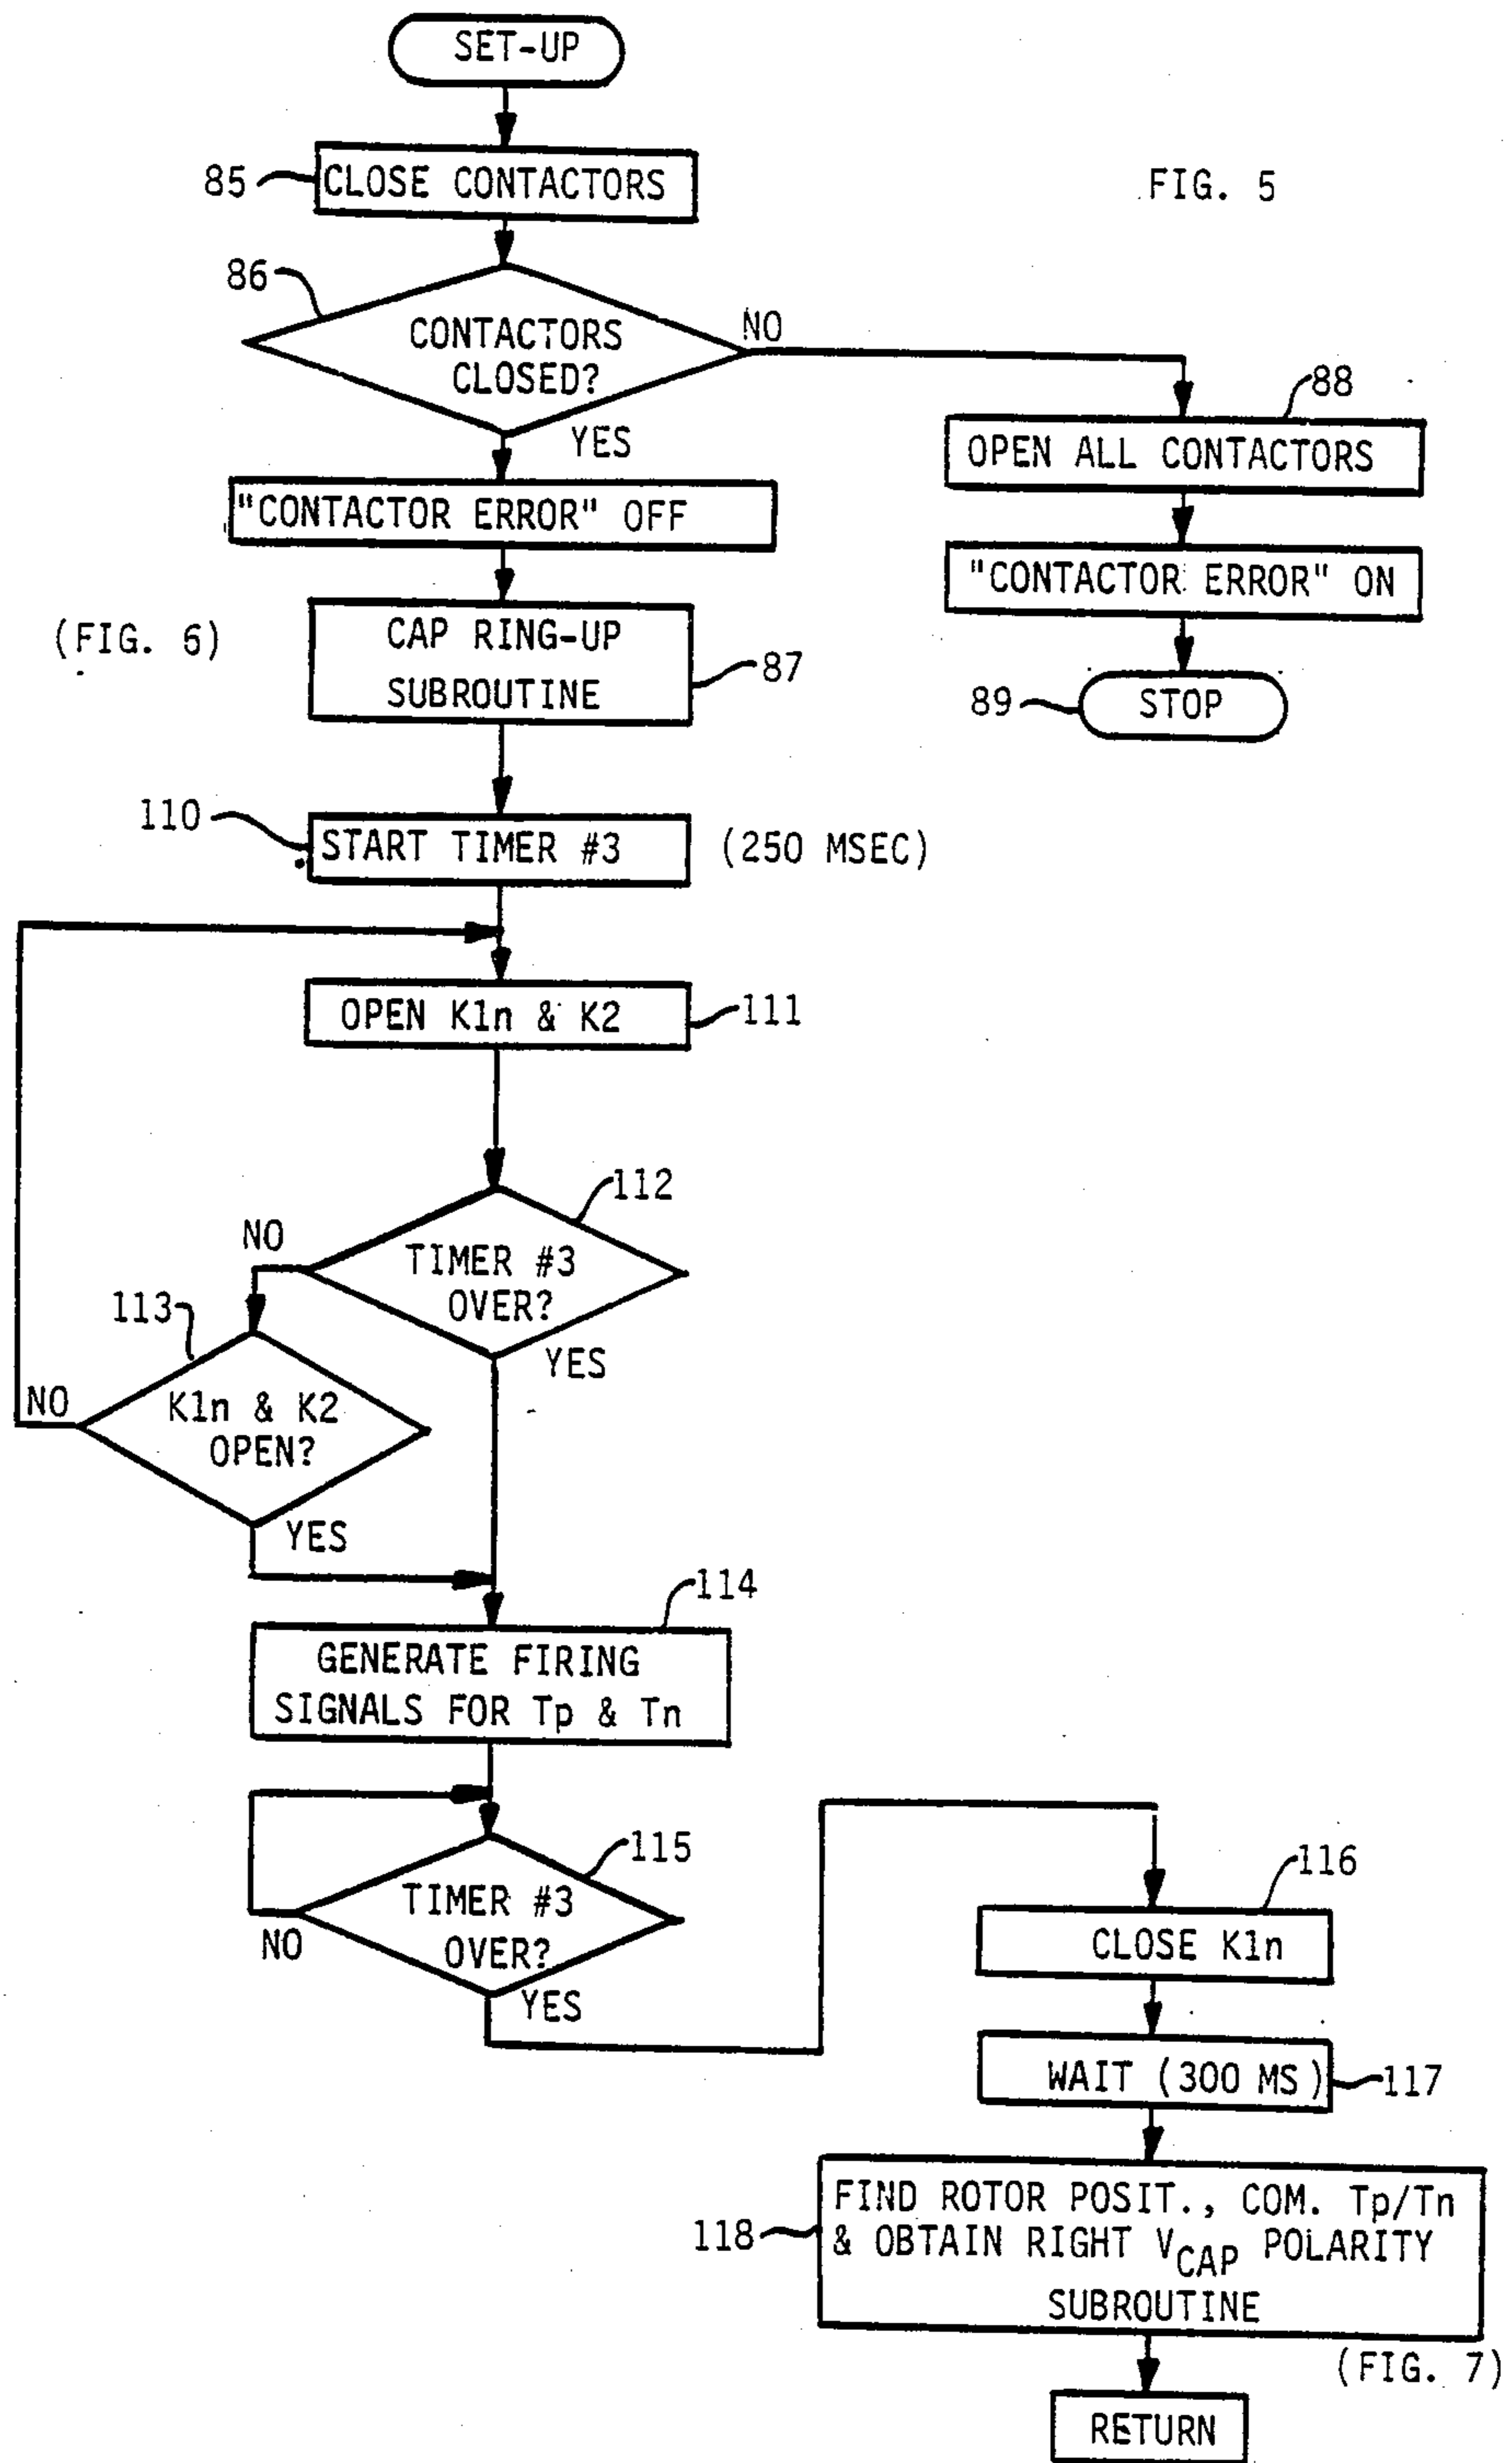 SET-UP
85
CLOSE CONTACTORS
FIG. 5
86
CONTACTORS
CLOSED?
NO
YES
88
OPEN ALL CONTACTORS
"CONTACTOR ERROR" OFF
"CONTACTOR ERROR" ON
(FIG. 6)
CAP RING-UP
SUBROUTINE
87
89
STOP
110
START TIMER #3
(250 MSEC)
OPEN K1n & K2
111
112
NO
TIMER #3
OVER?
YES
113
NO
K1n & K2
OPEN?
YES
114
GENERATE FIRING
SIGNALS FOR Tp & Tn
115
TIMER #3
OVER?
NO
YES
116
CLOSE K1n
WAIT (300 MS)
117
118
FIND ROTOR POSIT., COM. Tp/Tn
& OBTAIN RIGHT VCAP POLARITY
SUBROUTINE
(FIG. 7)
RETURN